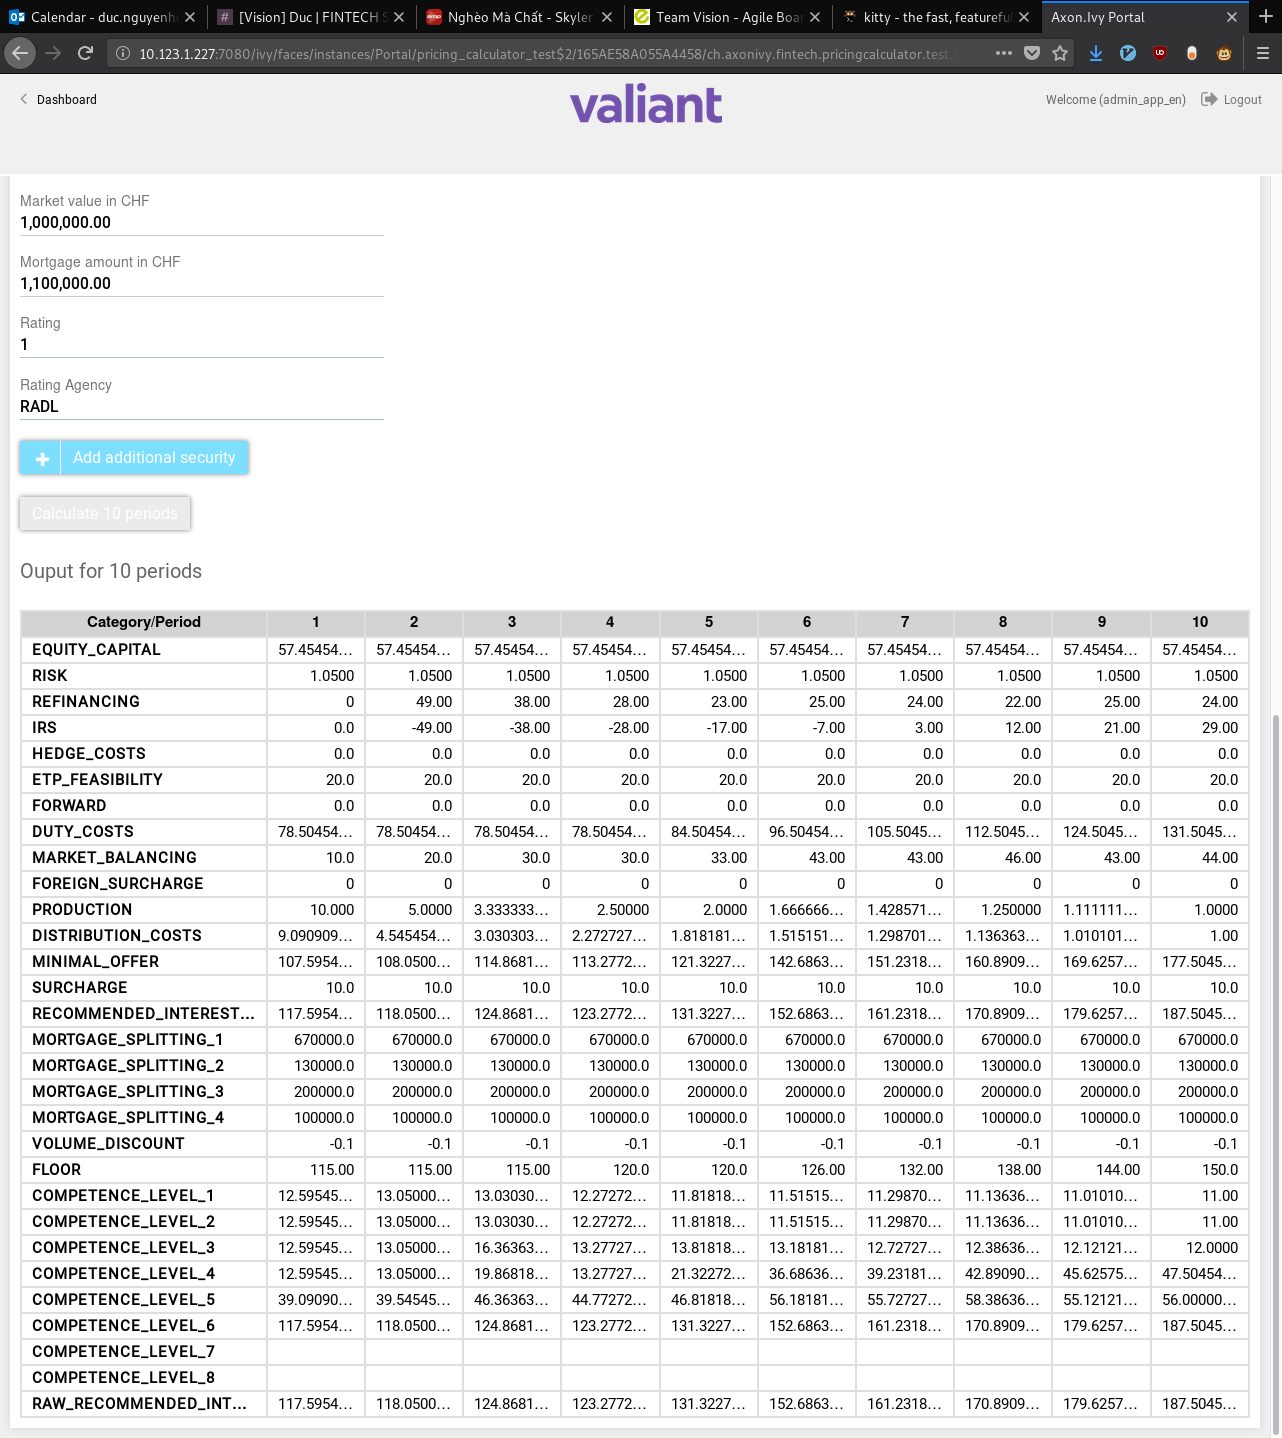 Calendar - duc.nguyenh
[Vision] Duc | FINTECH S
Nghèo Mà Chất - Skyler
Team Vision - Agile Boar
kitty - the fast, featureful
Axon.Ivy Portal
10.123.1.227:7080/ivy/faces/instances/Portal/pricing_calculator_test$2/165AE58A055A4458/ch.axonivy.fintech.pricingcalculator.test.
Dashboard
valiant
Welcome (admin_app_en)
Logout
Market value in CHF
1,000,000.00
Mortgage amount in CHF
1,100,000.00
Rating
1
Rating Agency
RADL
Add additional security
Calculate 10 periods
Ouput for 10 periods
Category/Period 1 2 3 4 5 6 7 8 9 10
EQUITY_CAPITAL 57.45454... 57.45454... 57.45454... 57.45454... 57.45454... 57.45454... 57.45454... 57.45454... 57.45454... 57.45454...
RISK 1.0500 1.0500 1.0500 1.0500 1.0500 1.0500 1.0500 1.0500 1.0500 1.0500
REFINANCING 0 49.00 38.00 28.00 23.00 25.00 24.00 22.00 25.00 24.00
IRS 0.0 -49.00 -38.00 -28.00 -17.00 -7.00 3.00 12.00 21.00 29.00
HEDGE_COSTS 0.0 0.0 0.0 0.0 0.0 0.0 0.0 0.0 0.0 0.0
ETP_FEASIBILITY 20.0 20.0 20.0 20.0 20.0 20.0 20.0 20.0 20.0 20.0
FORWARD 0.0 0.0 0.0 0.0 0.0 0.0 0.0 0.0 0.0 0.0
DUTY_COSTS 78.50454... 78.50454... 78.50454... 78.50454... 84.50454... 96.50454... 105.5045... 112.5045... 124.5045... 131.5045...
MARKET_BALANCING 10.0 20.0 30.0 30.0 33.00 43.00 43.00 46.00 43.00 44.00
FOREIGN_SURCHARGE 0 0 0 0 0 0 0 0 0 0
PRODUCTION 10.000 5.0000 3.333333... 2.50000 2.0000 1.666666... 1.428571... 1.250000 1.111111... 1.0000
DISTRIBUTION_COSTS 9.090909... 4.545454... 3.030303... 2.272727... 1.818181... 1.515151... 1.298701... 1.136363... 1.010101... 1.00
MINIMAL_OFFER 107.5954... 108.0500... 114.8681... 113.2772... 121.3227... 142.6863... 151.2318... 160.8909... 169.6257... 177.5045...
SURCHARGE 10.0 10.0 10.0 10.0 10.0 10.0 10.0 10.0 10.0 10.0
RECOMMENDED_INTEREST... 117.5954... 118.0500... 124.8681... 123.2772... 131.3227... 152.6863... 161.2318... 170.8909... 179.6257... 187.5045...
MORTGAGE_SPLITTING_1 670000.0 670000.0 670000.0 670000.0 670000.0 670000.0 670000.0 670000.0 670000.0 670000.0
MORTGAGE_SPLITTING_2 130000.0 130000.0 130000.0 130000.0 130000.0 130000.0 130000.0 130000.0 130000.0 130000.0
MORTGAGE_SPLITTING_3 200000.0 200000.0 200000.0 200000.0 200000.0 200000.0 200000.0 200000.0 200000.0 200000.0
MORTGAGE_SPLITTING_4 100000.0 100000.0 100000.0 100000.0 100000.0 100000.0 100000.0 100000.0 100000.0 100000.0
VOLUME_DISCOUNT -0.1 -0.1 -0.1 -0.1 -0.1 -0.1 -0.1 -0.1 -0.1 -0.1
FLOOR 115.00 115.00 115.00 120.0 120.0 126.00 132.00 138.00 144.00 150.0
COMPETENCE_LEVEL_1 12.59545... 13.05000... 13.03030... 12.27272... 11.81818... 11.51515... 11.29870... 11.13636... 11.01010... 11.00
COMPETENCE_LEVEL_2 12.59545... 13.05000... 13.03030... 12.27272... 11.81818... 11.51515... 11.29870... 11.13636... 11.01010... 11.00
COMPETENCE_LEVEL_3 12.59545... 13.05000... 16.36363... 13.27727... 13.81818... 13.18181... 12.72727... 12.38636... 12.12121... 12.0000
COMPETENCE_LEVEL_4 12.59545... 13.05000... 19.86818... 13.27727... 21.32272... 36.68636... 39.23181... 42.89090... 45.62575... 47.50454...
COMPETENCE_LEVEL_5 39.09090... 39.54545... 46.36363... 44.77272... 46.81818... 56.18181... 55.72727... 58.38636... 55.12121... 56.00000...
COMPETENCE_LEVEL_6 117.5954... 118.0500... 124.8681... 123.2772... 131.3227... 152.6863... 161.2318... 170.8909... 179.6257... 187.5045...
COMPETENCE_LEVEL_7
COMPETENCE_LEVEL_8
RAW_RECOMMENDED_INT... 117.5954... 118.0500... 124.8681... 123.2772... 131.3227... 152.6863... 161.2318... 170.8909... 179.6257... 187.5045...